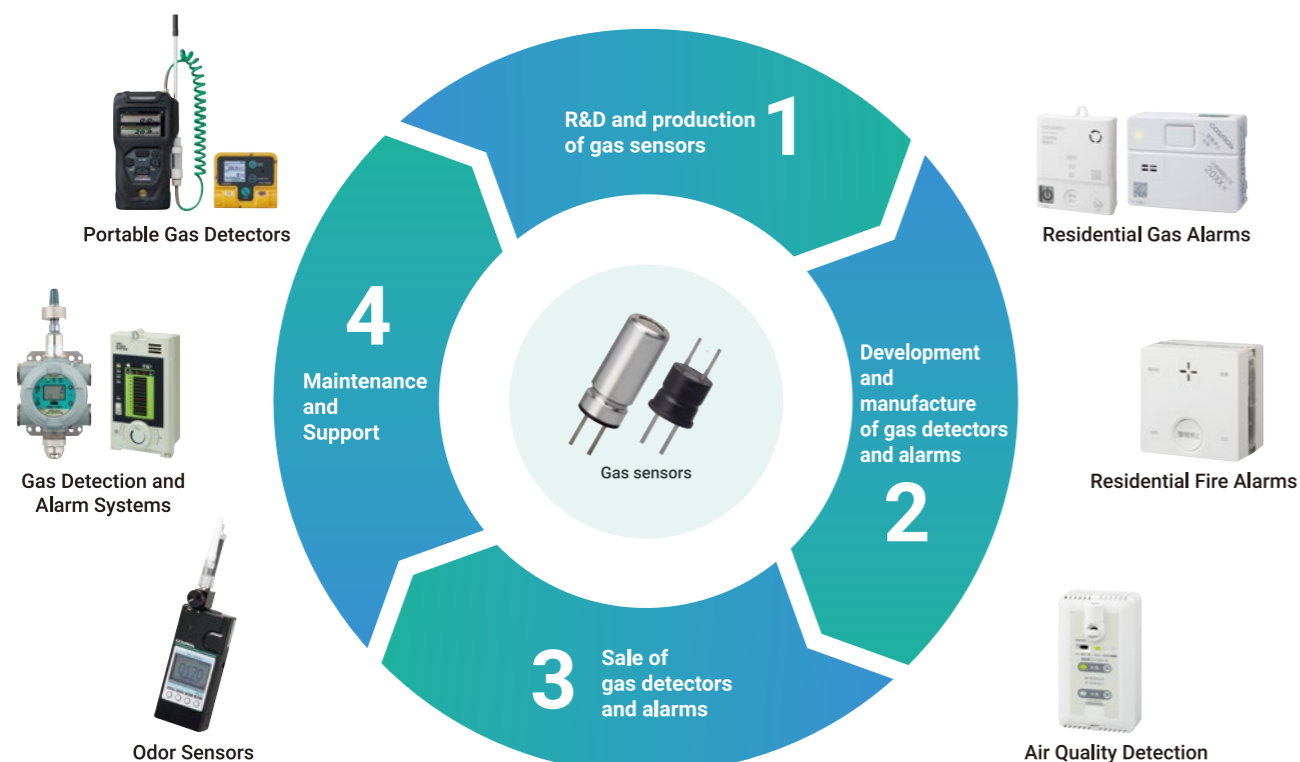 Portable Gas Detectors
Gas Detection and
Alarm Systems
Odor Sensors
R&D and production
of gas sensors
1
Development
and
manufacture
of gas detectors
and alarms
2
Sale of
gas detectors
and alarms
3
4
Maintenance
and
Support
Gas sensors
Residential Gas Alarms
Residential Fire Alarms
Air Quality Detection